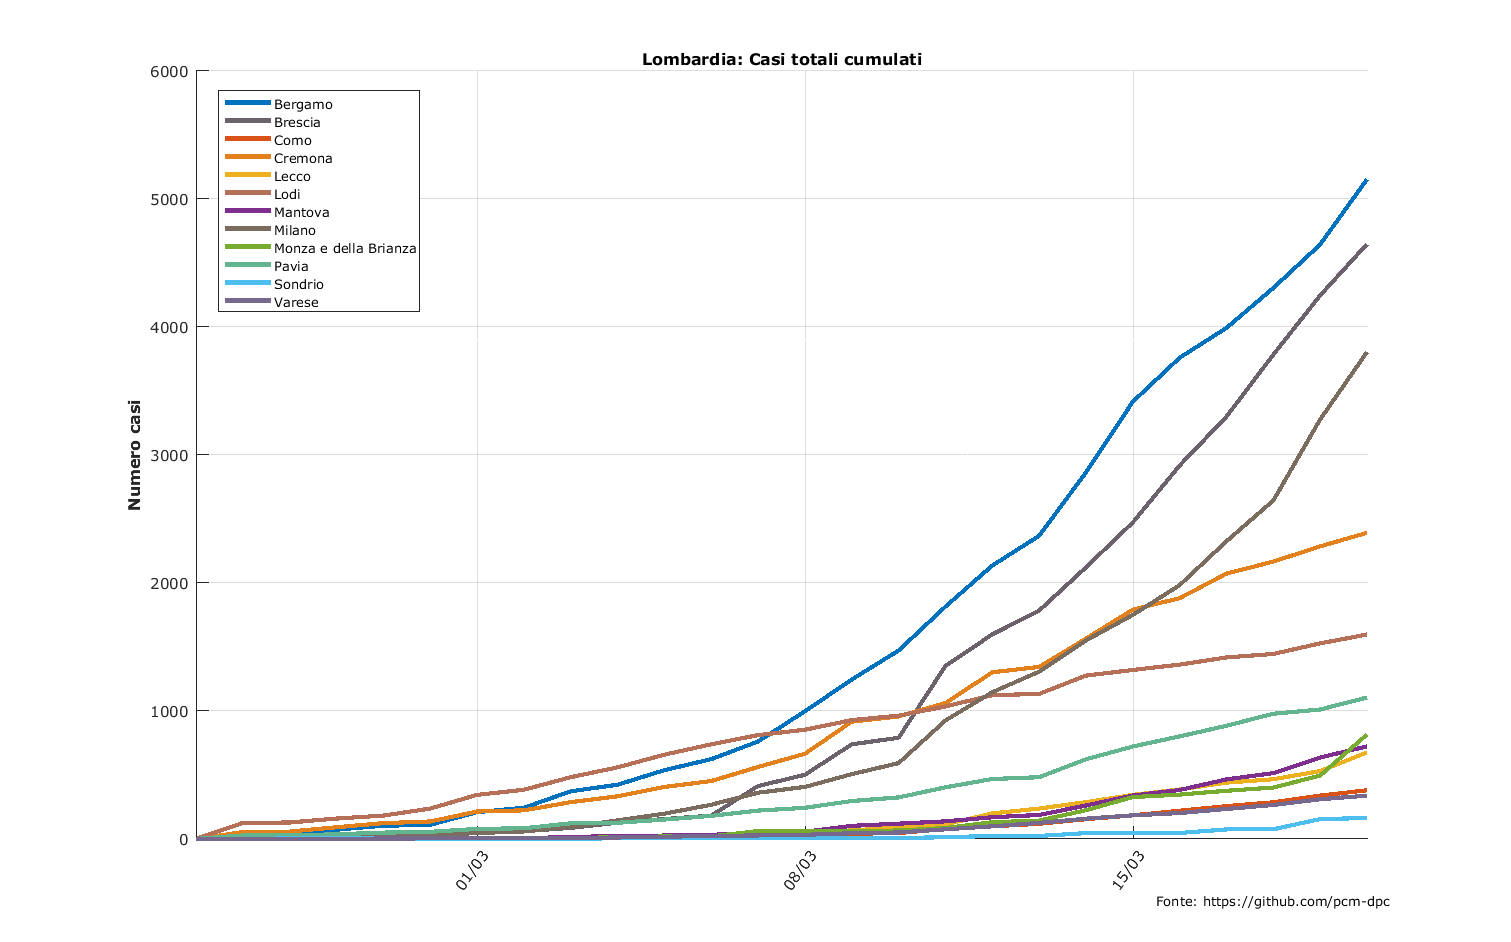 Lombardia: Casi totali cumulati
6000
5000
4000
3000
2000
1000
0
Numero casi
Bergamo
Brescia
Como
Cremona
Lecco
Lodi
Mantova
Milano
Monza e della Brianza
Pavia
Sondrio
Varese
01/03
08/03
15/03
Fonte: https://github.com/pcm-dpc